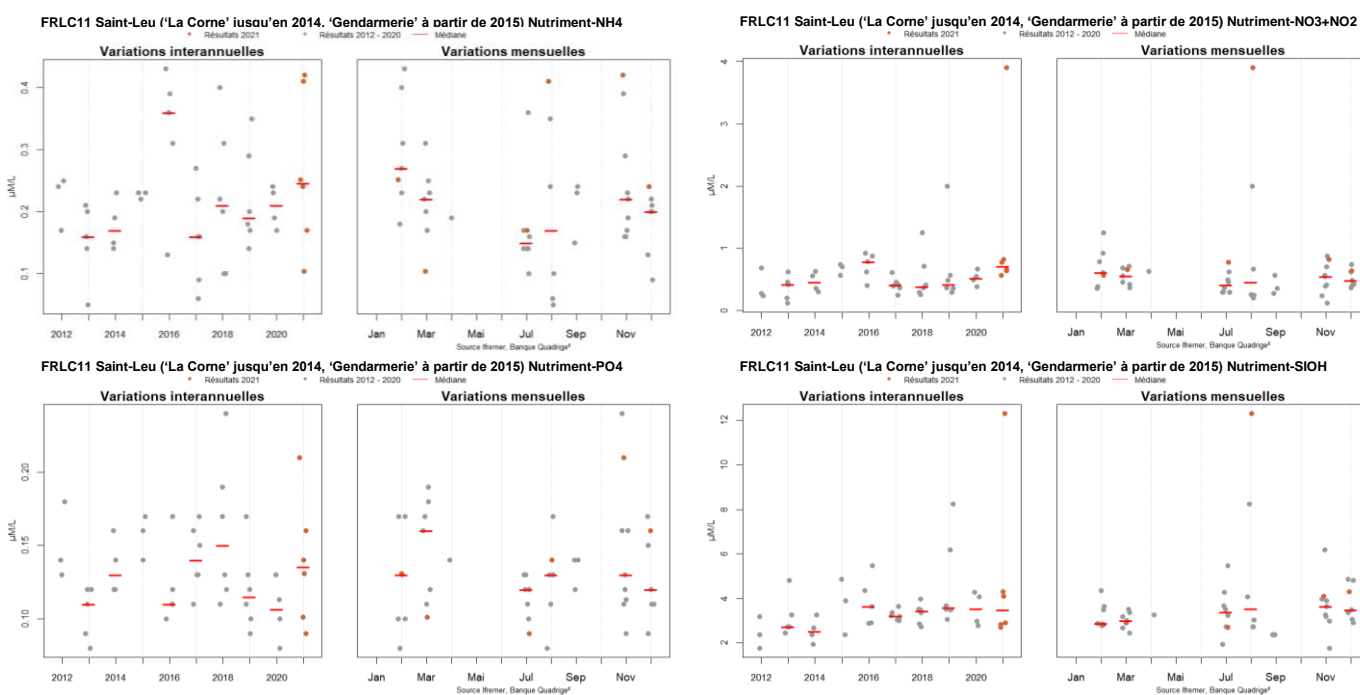 FRLC11 Saint-Leu ('La Corne' jusqu'en 2014, 'Gendarmerie' à partir de 2015) Nutriment-NH4
Résultats 2021 Résultats 2012 - 2020 Médiane
Variations interannuelles Variations mensuelles
µM/L
0.4
0.3
0.2
0.1
2012 2014 2016 2018 2020
Jan Mar Mai Jul Sep Nov
Source Ifremer, Banque Quadrige²
FRLC11 Saint-Leu ('La Corne' jusqu'en 2014, 'Gendarmerie' à partir de 2015) Nutriment-NO3+NO2
Résultats 2021 Résultats 2012 - 2020 Médiane
Variations interannuelles Variations mensuelles
µM/L
4
3
2
1
0
2012 2014 2016 2018 2020
Jan Mar Mai Jul Sep Nov
Source Ifremer, Banque Quadrige²
FRLC11 Saint-Leu ('La Corne' jusqu'en 2014, 'Gendarmerie' à partir de 2015) Nutriment-PO4
Résultats 2021 Résultats 2012 - 2020 Médiane
Variations interannuelles Variations mensuelles
µM/L
0.20
0.15
0.10
2012 2014 2016 2018 2020
Jan Mar Mai Jul Sep Nov
Source Ifremer, Banque Quadrige²
FRLC11 Saint-Leu ('La Corne' jusqu'en 2014, 'Gendarmerie' à partir de 2015) Nutriment-SIOH
Résultats 2021 Résultats 2012 - 2020 Médiane
Variations interannuelles Variations mensuelles
µM/L
12
10
8
6
4
2
2012 2014 2016 2018 2020
Jan Mar Mai Jul Sep Nov
Source Ifremer, Banque Quadrige²